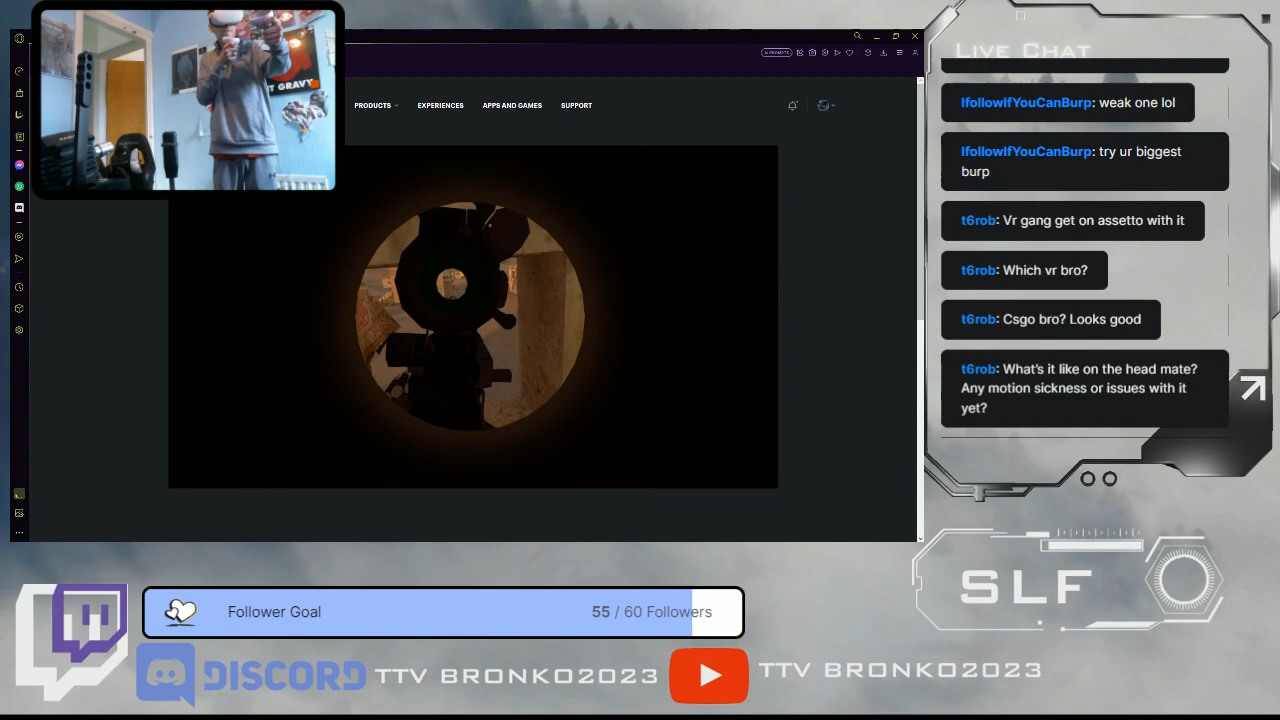 T GRAVY
AI PROMPTS
PRODUCTS
EXPERIENCES
APPS AND GAMES
SUPPORT
LIVE CHAT
IfollowIfYouCanBurp: weak one lol
IfollowIfYouCanBurp: try ur biggest
burp
t6rob: Vr gang get on assetto with it
t6rob: Which vr bro?
t6rob: Csgo bro? Looks good
t6rob: What's it like on the head mate?
Any motion sickness or issues with it
yet?
SLF
Follower Goal
55 / 60 Followers
DISCORD
TTV BRONKO2023
TTV BRONKO2023